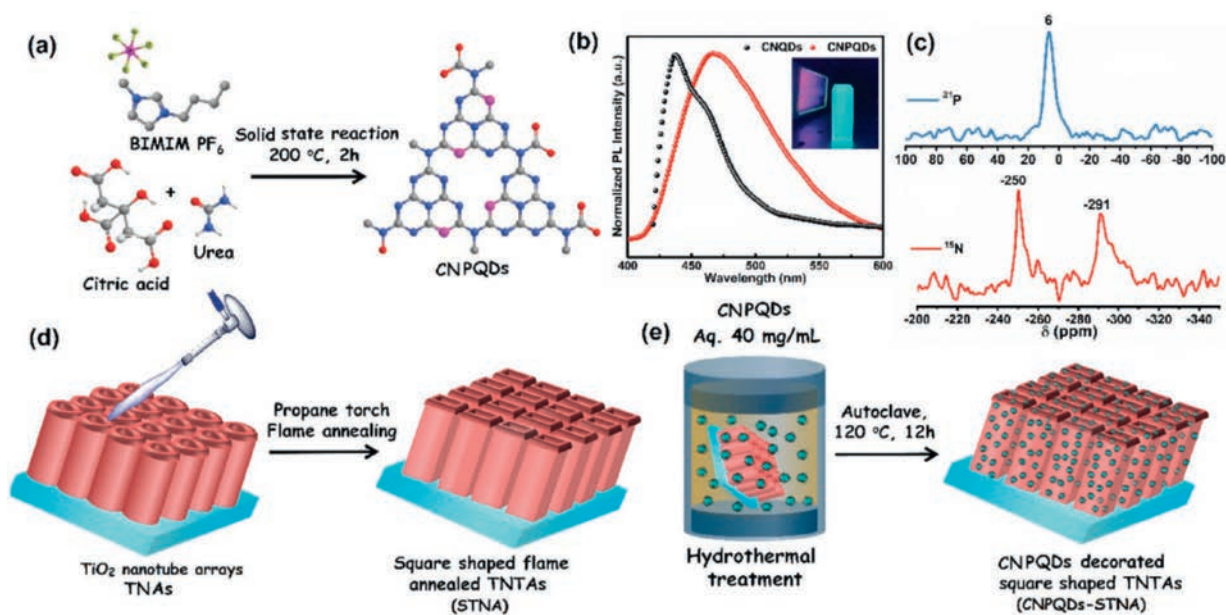 (a)
BIMIM PF6
Citric acid
+
Urea
Solid state reaction
200 °C, 2h
CNPQDs
(b)
Normalized PL Intensity (a.u.)
CNQDs CNPQDs
400 450 500 550 600
Wavelength (nm)
(c)
6
31P
100 80 60 40 20 0 -20 -40 -60 -80 -100
-250
-291
15N
-200 -220 -240 -260 -280 -300 -320 -340
δ (ppm)
(d)
TiO2 nanotube arrays
TNAs
Propane torch
Flame annealing
Square shaped flame
annealed TNTAs
(STNA)
(e)
CNPQDs
Aq. 40 mg/mL
Hydrothermal
treatment
Autoclave,
120 °C, 12h
CNPQDs decorated
square shaped TNTAs
(CNPQDs-STNA)